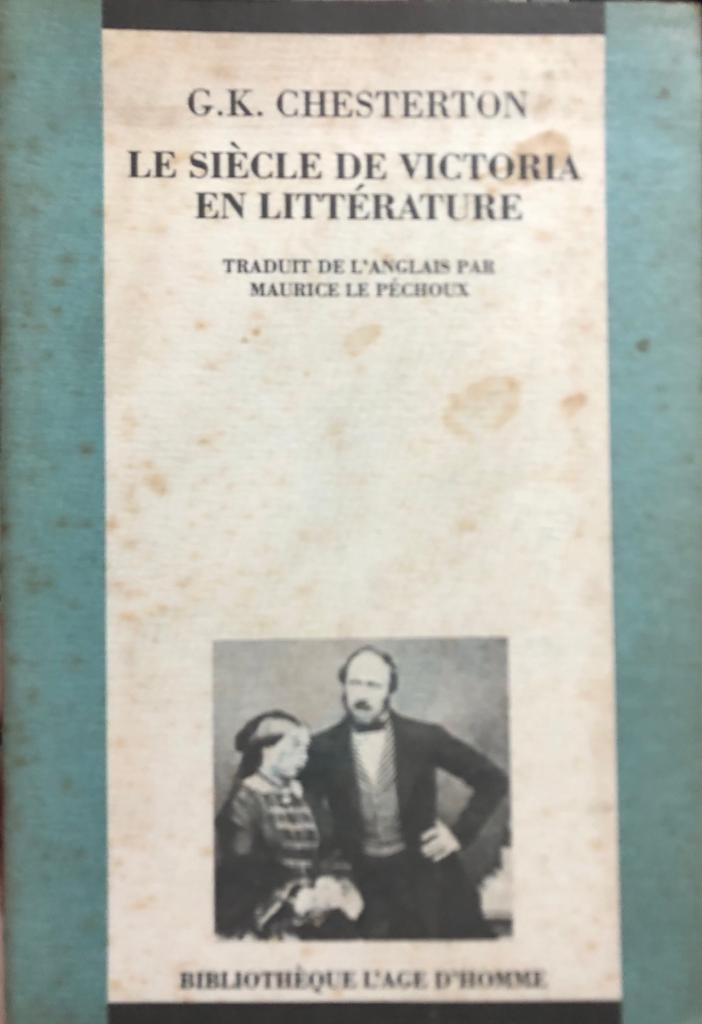 G.K. CHESTERTON
LE SIÈCLE DE VICTORIA
EN LITTÉRATURE
TRADUIT DE L'ANGLAIS PAR
MAURICE LE PÉCHOUX
BIBLIOTHÈQUE L'AGE D'HOMME